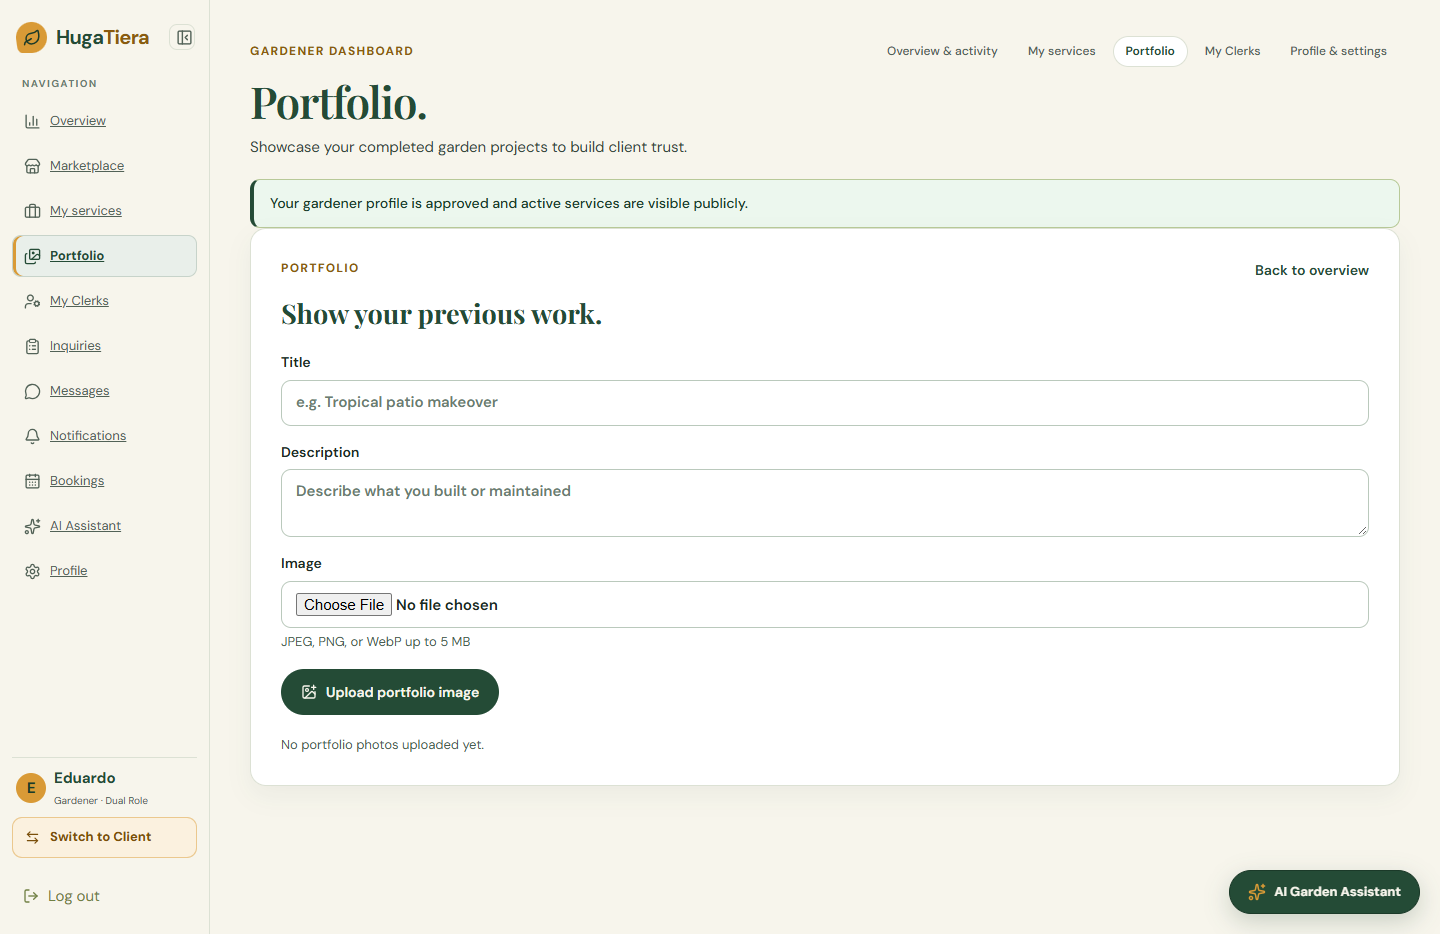 HugaTiera
NAVIGATION
Overview
Marketplace
My services
Portfolio
My Clerks
Inquiries
Messages
Notifications
Bookings
AI Assistant
Profile
E
Eduardo
Gardener · Dual Role
Switch to Client
Log out
GARDENER DASHBOARD
Overview & activity
My services
Portfolio
My Clerks
Profile & settings
Portfolio.
Showcase your completed garden projects to build client trust.
Your gardener profile is approved and active services are visible publicly.
PORTFOLIO
Back to overview
Show your previous work.
Title
e.g. Tropical patio makeover
Description
Describe what you built or maintained
Image
Choose File No file chosen
JPEG, PNG, or WebP up to 5 MB
Upload portfolio image
No portfolio photos uploaded yet.
AI Garden Assistant